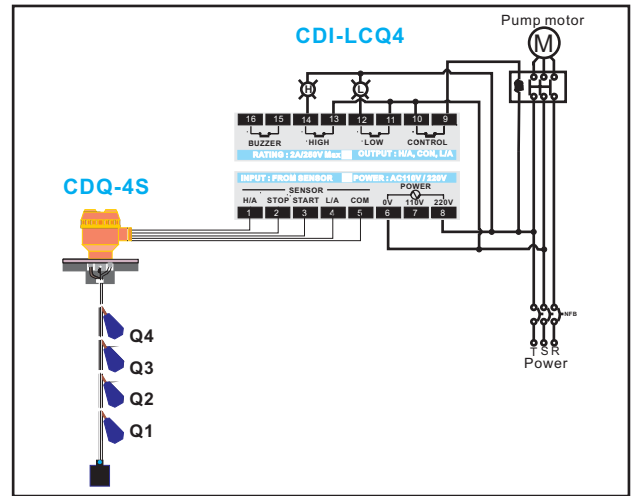 CDI-LCQ4
Pump motor
M
H
L
16 15 14 13 12 11 10 9
BUZZER HIGH LOW CONTROL
RATING : 2A/250V Max OUTPUT : H/A, CON, L/A
INPUT : FROM SENSOR POWER : AC110V / 220V
SENSOR POWER
H/A STOP START L/A COM 0V 110V 220V
1 2 3 4 5 6 7 8
CDQ-4S
Q4
Q3
Q2
Q1
NFB
T S R
Power